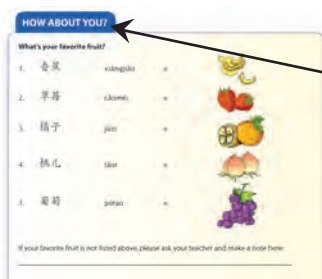 HOW ABOUT YOU?
What's your favorite fruit?
1. 香蕉 xiāngjiāo n
2. 草莓 cǎoméi n
3. 橘子 júzi n
4. 桃儿 táor n
5. 葡萄 pútao n
If your favorite fruit is not listed above, please ask your teacher and make a note here: